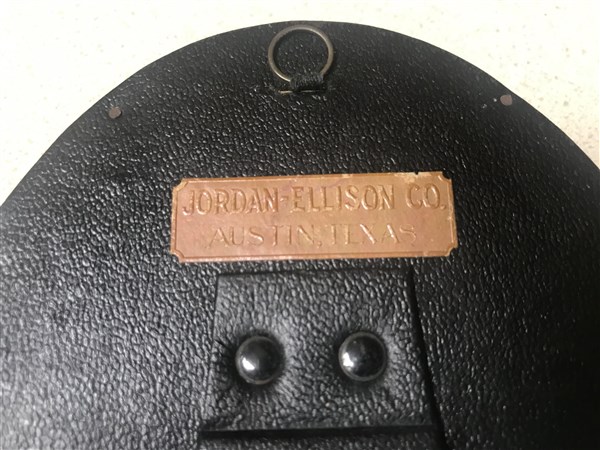 JORDAN-ELLISON CO.
AUSTIN, TEXAS